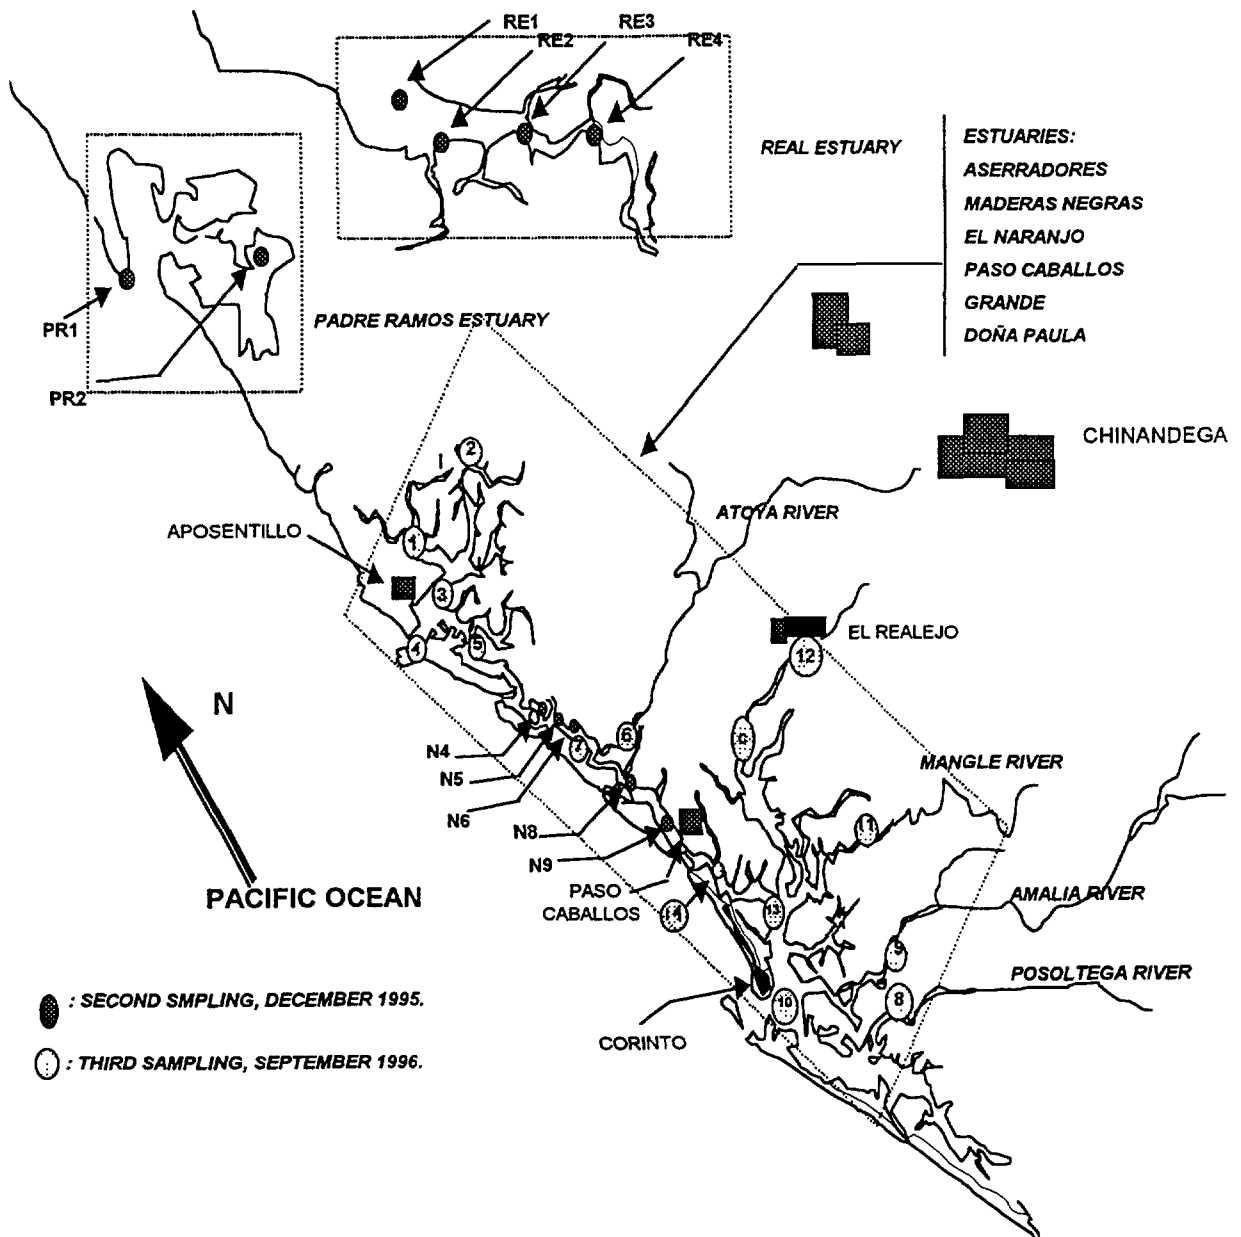 RE1
RE2
RE3
RE4
REAL ESTUARY
ESTUARIES:
ASERRADORES
MADERAS NEGRAS
EL NARANJO
PASO CABALLOS
GRANDE
DOÑA PAULA
PR1
PR2
PADRE RAMOS ESTUARY
CHINANDEGA
2
ATOYA RIVER
APOSENTILLO
1
3
4
5
EL REALEJO
12
N
6
7
N4
N5
N6
N8
N9
MANGLE RIVER
11
PACIFIC OCEAN
PASO
CABALLOS
14
13
AMALIA RIVER
9
POSOLTEGA RIVER
8
10
: SECOND SMPLING, DECEMBER 1995.
CORINTO
: THIRD SAMPLING, SEPTEMBER 1996.